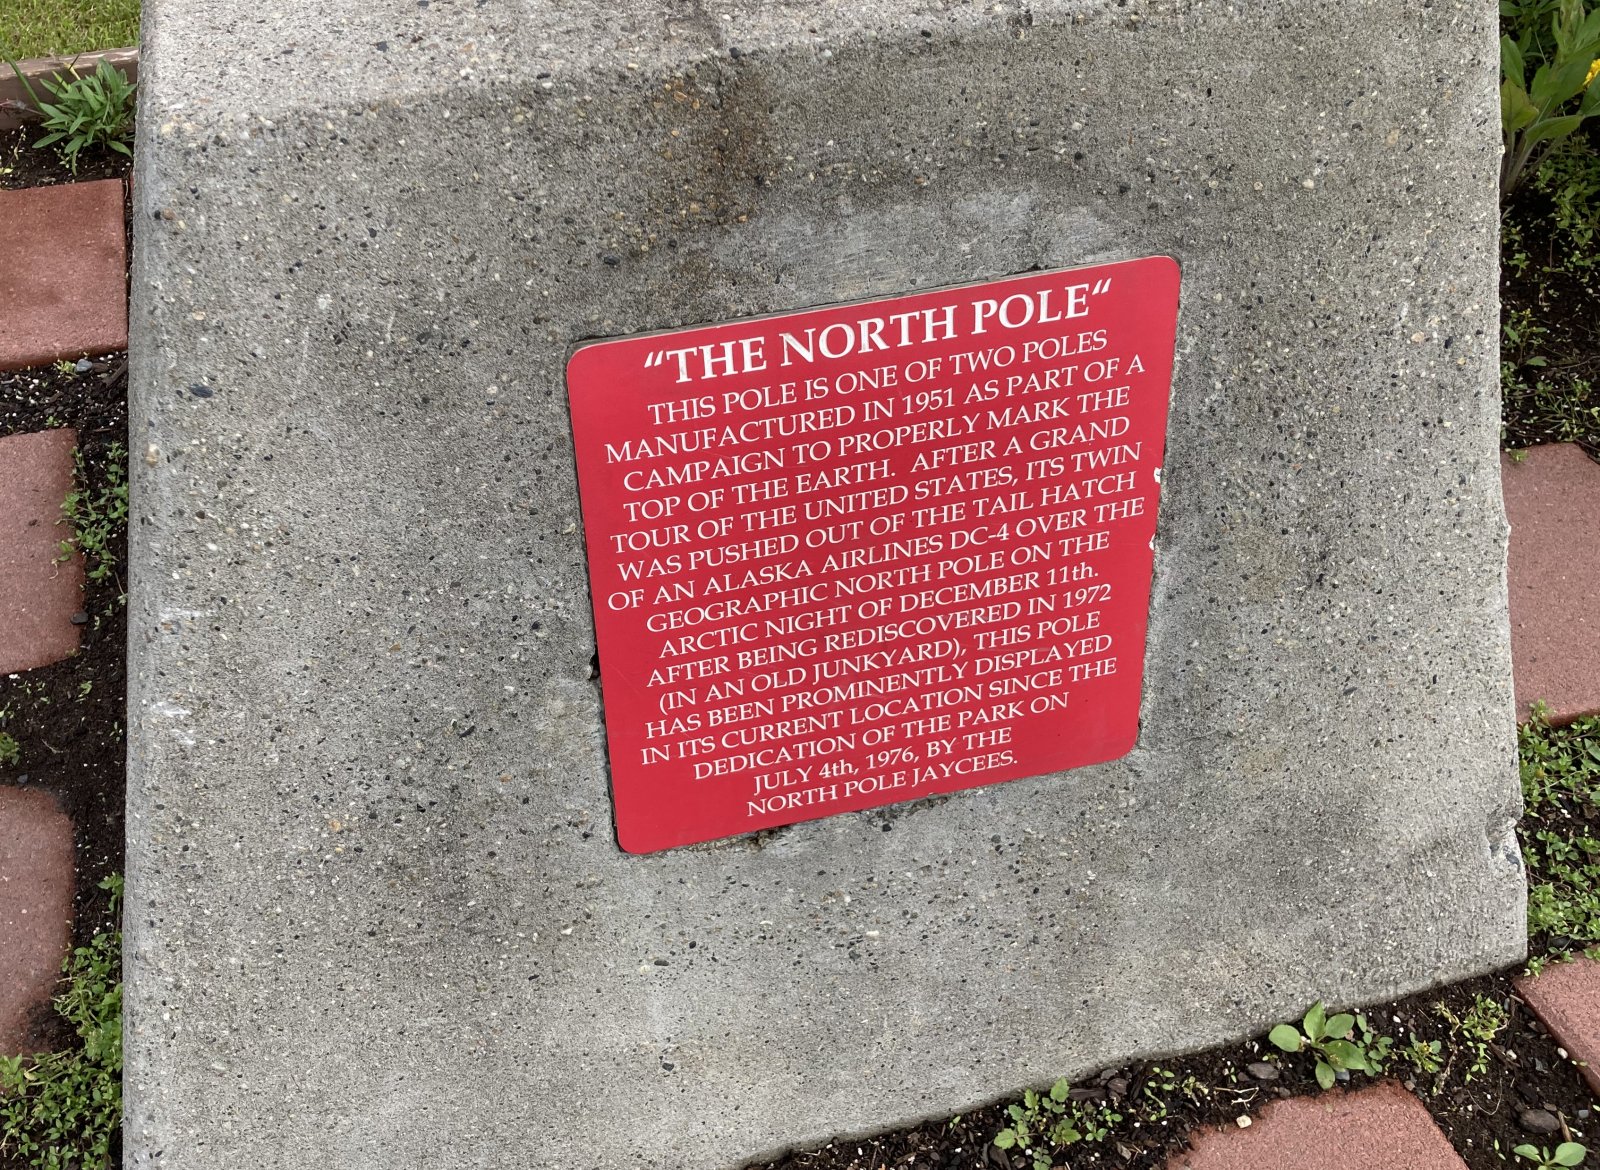 “THE NORTH POLE“
THIS POLE IS ONE OF TWO POLES
MANUFACTURED IN 1951 AS PART OF A
CAMPAIGN TO PROPERLY MARK THE
TOP OF THE EARTH. AFTER A GRAND
TOUR OF THE UNITED STATES, ITS TWIN
WAS PUSHED OUT OF THE TAIL HATCH
OF AN ALASKA AIRLINES DC-4 OVER THE
GEOGRAPHIC NORTH POLE ON THE
ARCTIC NIGHT OF DECEMBER 11th.
AFTER BEING REDISCOVERED IN 1972
(IN AN OLD JUNKYARD), THIS POLE
HAS BEEN PROMINENTLY DISPLAYED
IN ITS CURRENT LOCATION SINCE THE
DEDICATION OF THE PARK ON
JULY 4th, 1976, BY THE
NORTH POLE JAYCEES.